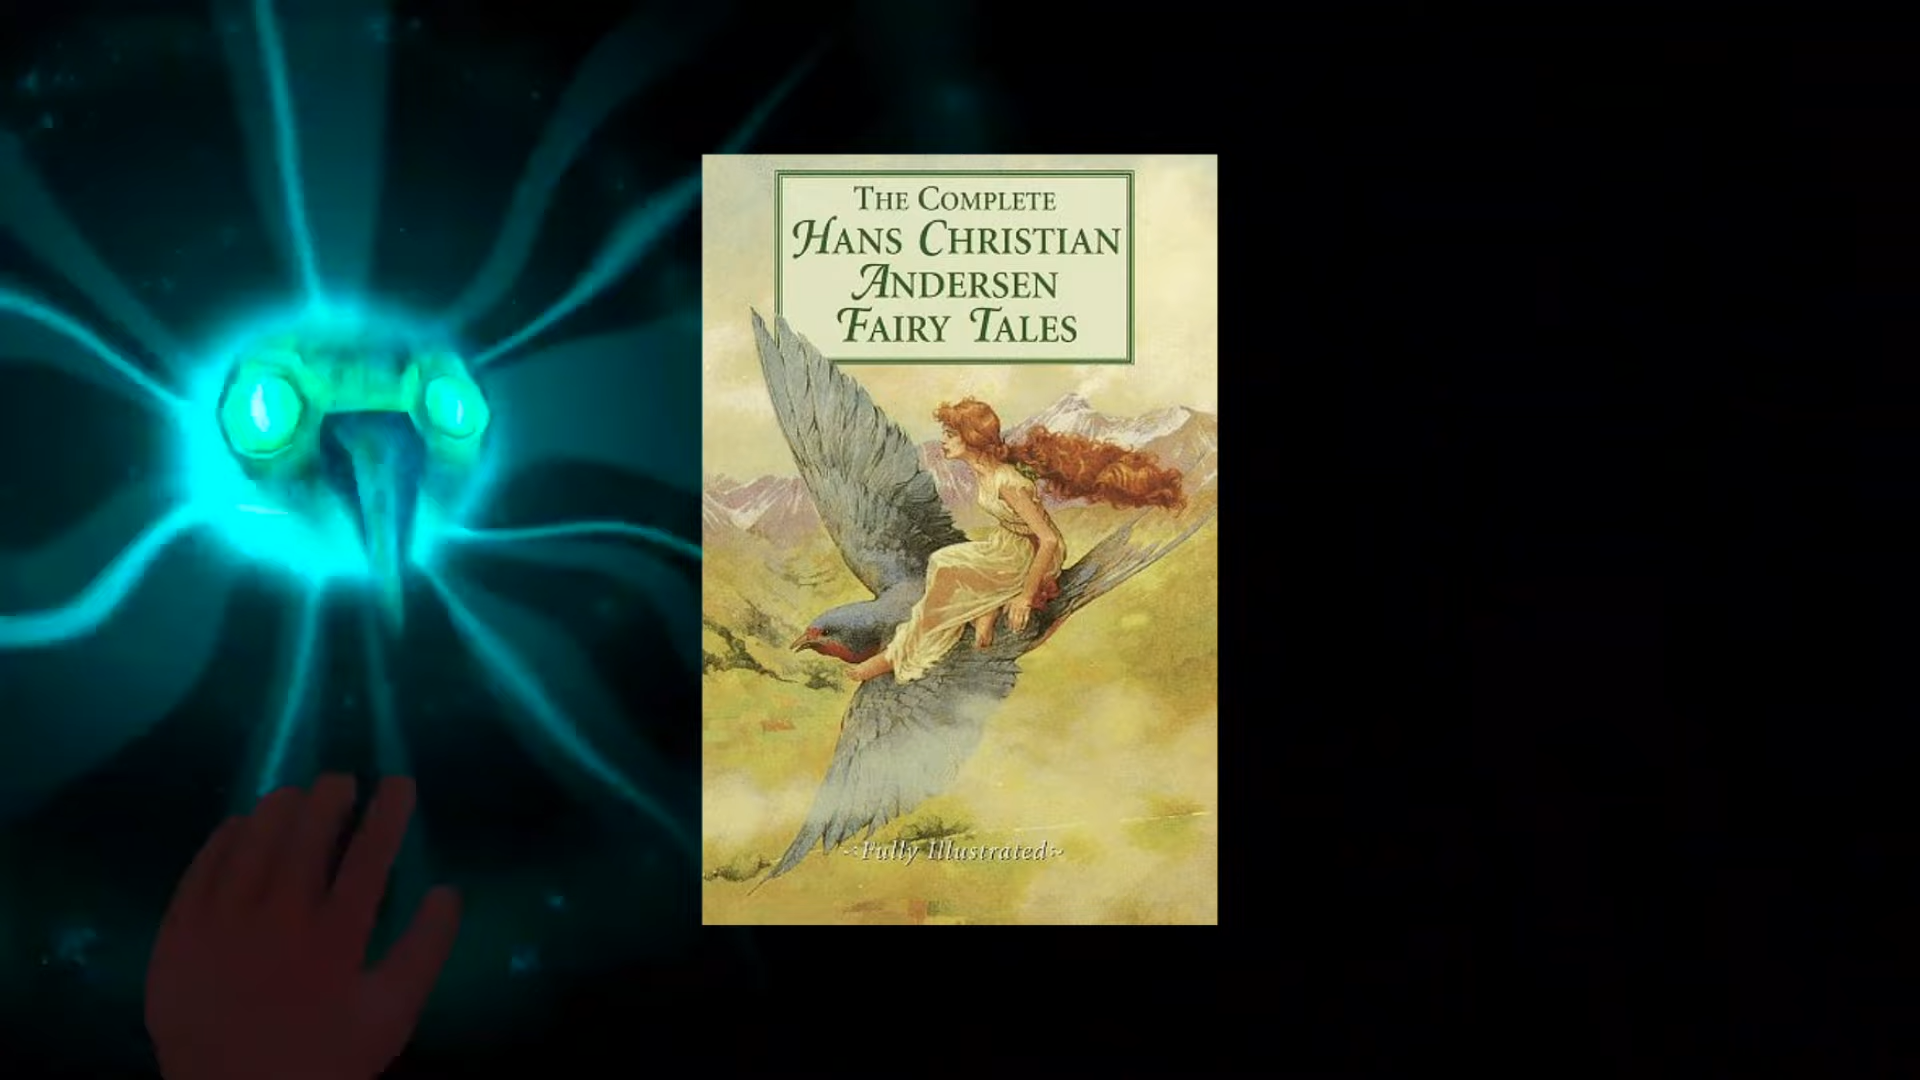 The Complete
Hans Christian
Andersen
Fairy Tales
Fully Illustrated